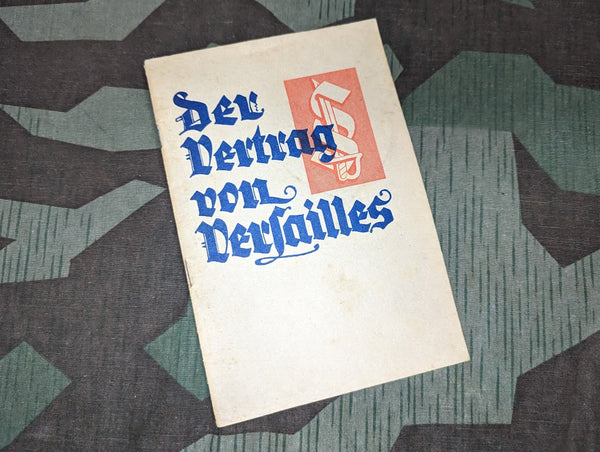 der
Vertrag
von
Verſailles